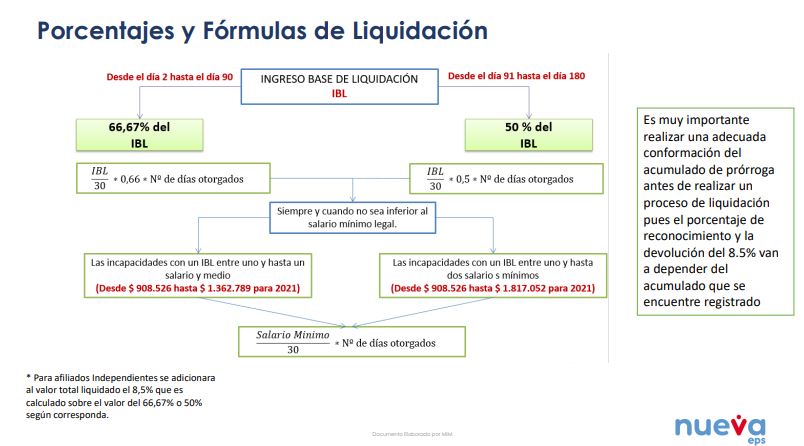 Porcentajes y Fórmulas de Liquidación
Desde el día 2 hasta el día 90
INGRESO BASE DE LIQUIDACIÓN
IBL
Desde el día 91 hasta el día 180
66,67% del
IBL
50 % del
IBL
IBL
30
∗ 0,66 ∗ Nº de días otorgados
IBL
30
∗ 0,5 ∗ Nº de días otorgados
Siempre y cuando no sea inferior al
salario mínimo legal.
Las incapacidades con un IBL entre uno y hasta un
salario y medio
(Desde $ 908.526 hasta $ 1.362.789 para 2021)
Las incapacidades con un IBL entre uno y hasta
dos salario s mínimos
(Desde $ 908.526 hasta $ 1.817.052 para 2021)
Salario Minimo
30
∗ Nº de días otorgados
Es muy importante
realizar una adecuada
conformación del
acumulado de prórroga
antes de realizar un
proceso de liquidación
pues el porcentaje de
reconocimiento y la
devolución del 8.5% van
a depender del
acumulado que se
encuentre registrado
* Para afiliados Independientes se adicionara
al valor total liquidado el 8,5% que es
calculado sobre el valor del 66,67% o 50%
según corresponda.
Documento Elaborado por MIM
nueva
eps